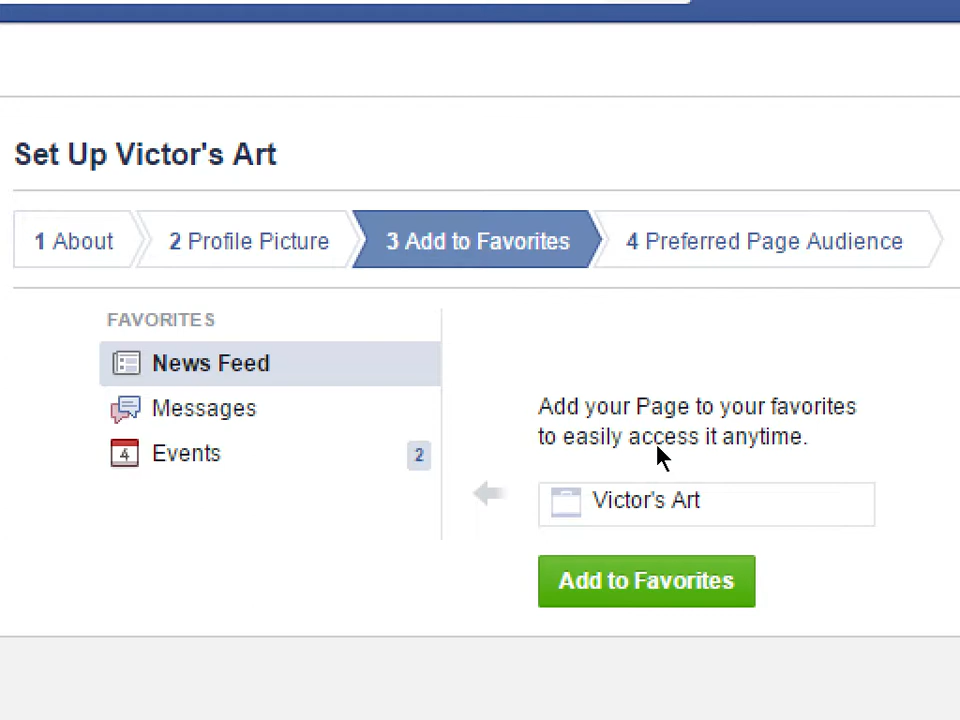 Set Up Victor's Art
1 About
2 Profile Picture
3 Add to Favorites
4 Preferred Page Audience
FAVORITES
News Feed
Messages
4 Events 2
Add your Page to your favorites
to easily access it anytime.
Victor's Art
Add to Favorites